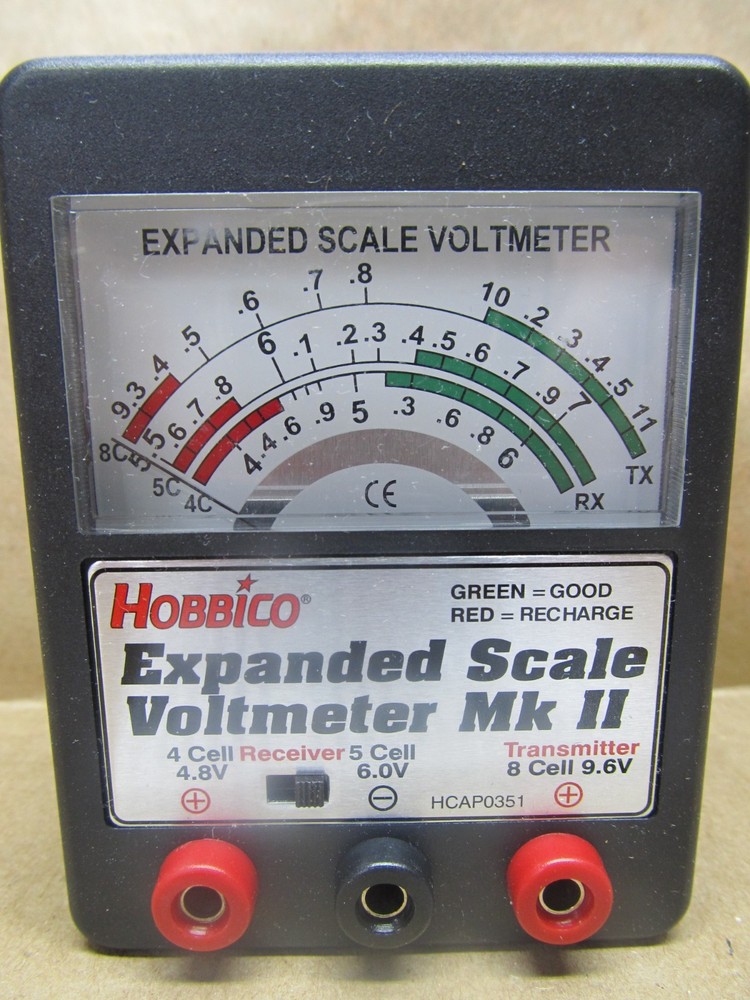 EXPANDED SCALE VOLTMETER
9.3 .4 .5 .6 .7 .8 10 .2 .3 .4 .5 11
5.5 .6 .7 .8 6 .1 .2 .3 .4 .5 .6 .7 .9 7
4 .4 .6 .9 5 .3 .6 .8 6
8C
5C
4C
TX
RX
CE
HOBBICO®
GREEN = GOOD
RED = RECHARGE
Expanded Scale
Voltmeter Mk II
4 Cell Receiver 5 Cell Transmitter
4.8V 6.0V 8 Cell 9.6V
+ − HCAP0351 +